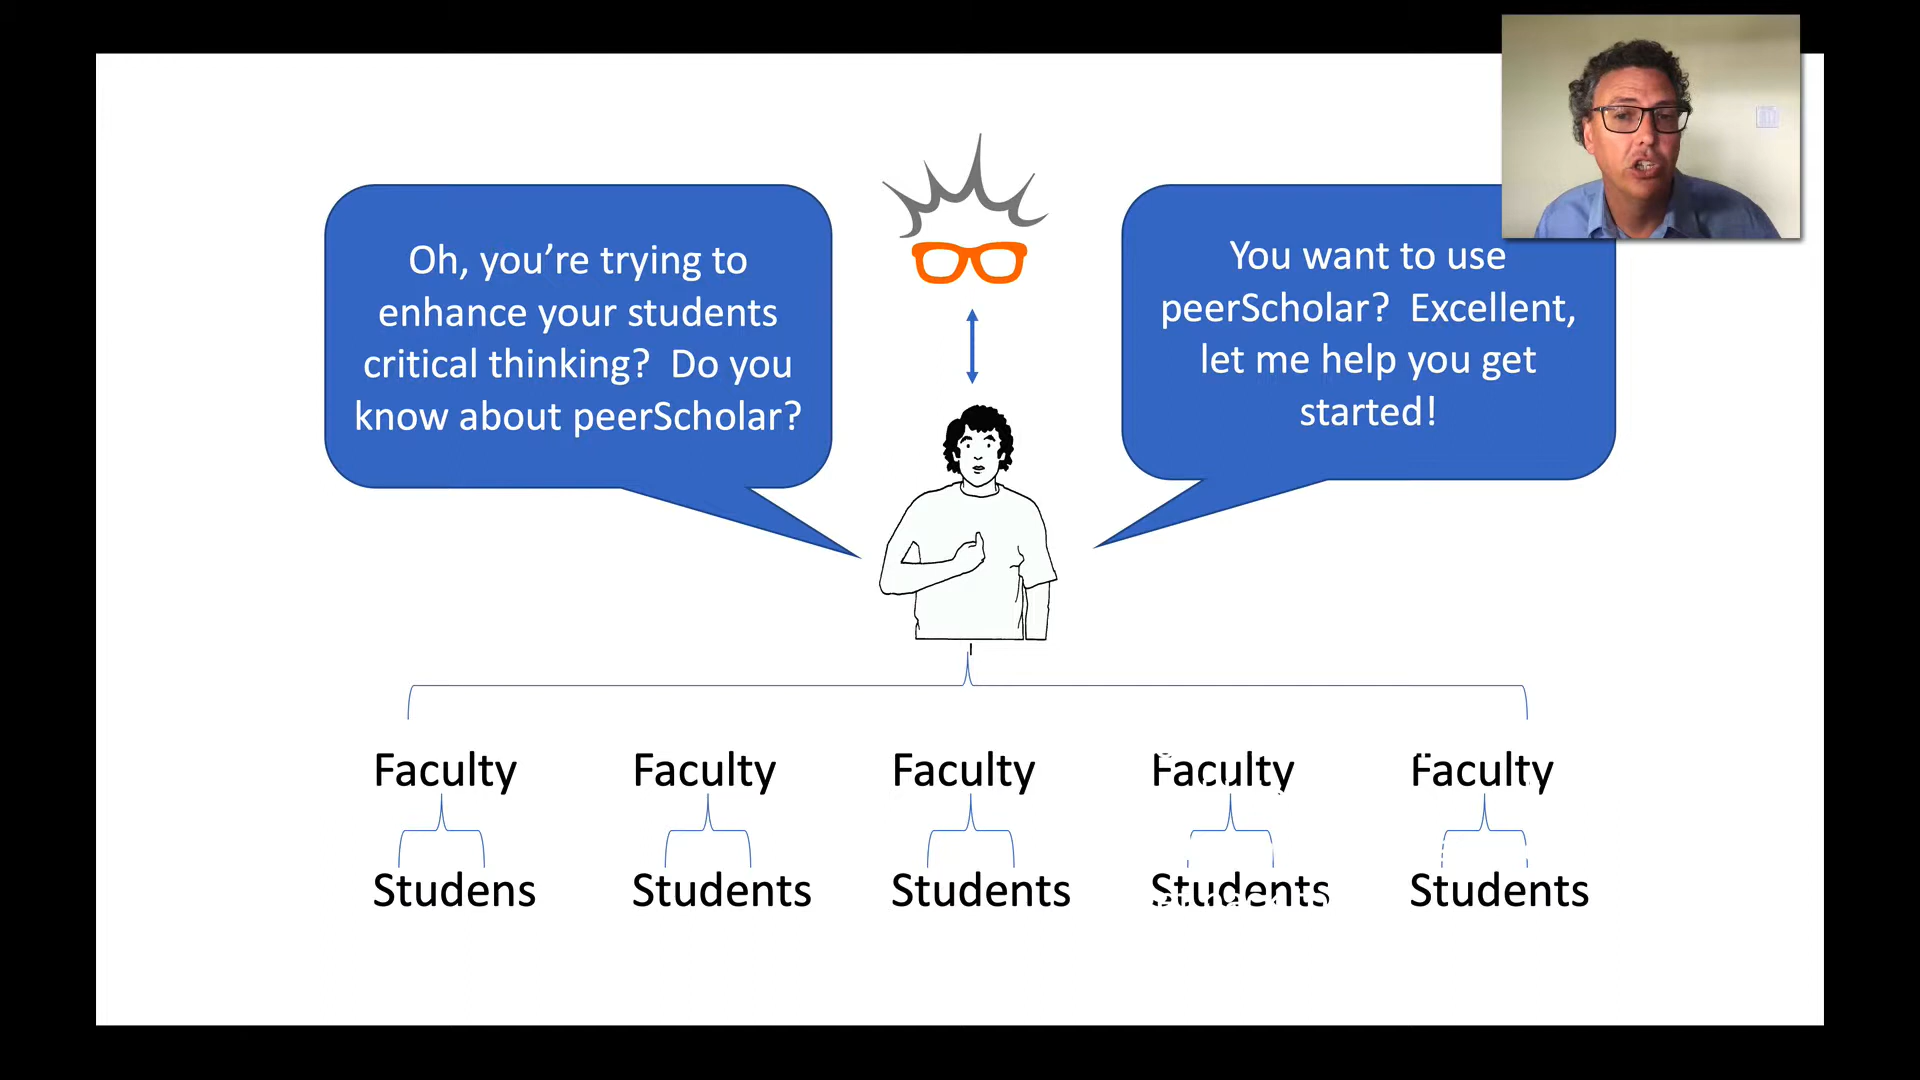 Oh, you’re trying to
enhance your students
critical thinking?  Do you
know about peerScholar?
You want to use
peerScholar?  Excellent,
let me help you get
started!
Faculty Faculty Faculty Faculty Faculty
Studens Students Students Students Students